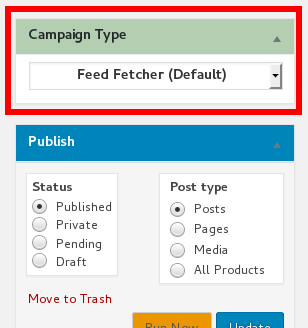 Campaign Type
Feed Fetcher (Default)
Publish
Status
Published
Private
Pending
Draft
Post type
Posts
Pages
Media
All Products
Move to Trash
Run Now
Update